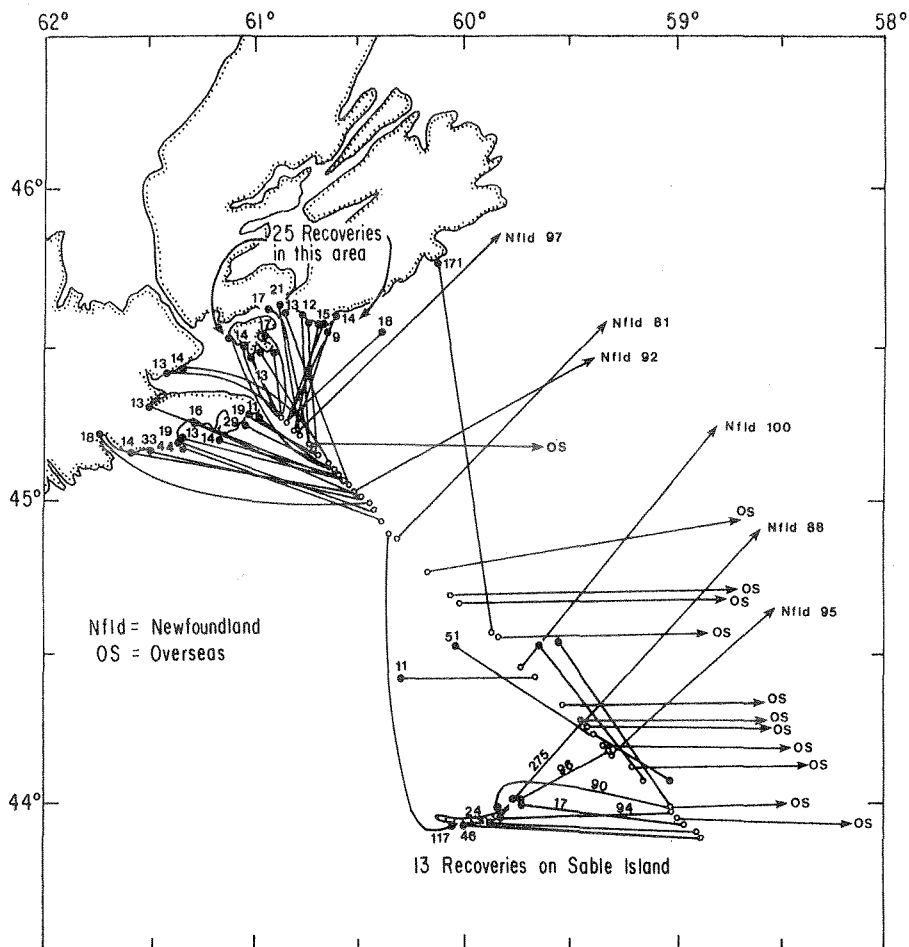 62° 61° 60° 59° 58°
46°
125 Recoveries
in this area
Nfld 97
171
17 21 13 12 15 14
9
18
Nfld 81
17
14
13
Nfld 92
13 14
13
16 19 11
29
19 13 14
18 14 33 44
OS
Nfld 100
45°
OS
Nfld 88
OS
OS
Nfld 95
Nfld = Newfoundland
OS = Overseas
51
OS
11
OS
OS
OS
275
96
OS
OS
90
44°
24 17 94
OS
OS
117 46
13 Recoveries on Sable Island